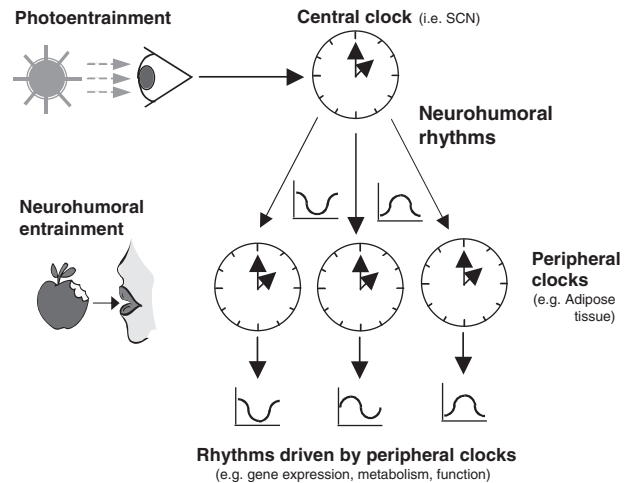 Photoentrainment
Central clock (i.e. SCN)
Neurohumoral
rhythms
Neurohumoral
entrainment
Peripheral
clocks
(e.g. Adipose
tissue)
Rhythms driven by peripheral clocks
(e.g. gene expression, metabolism, function)